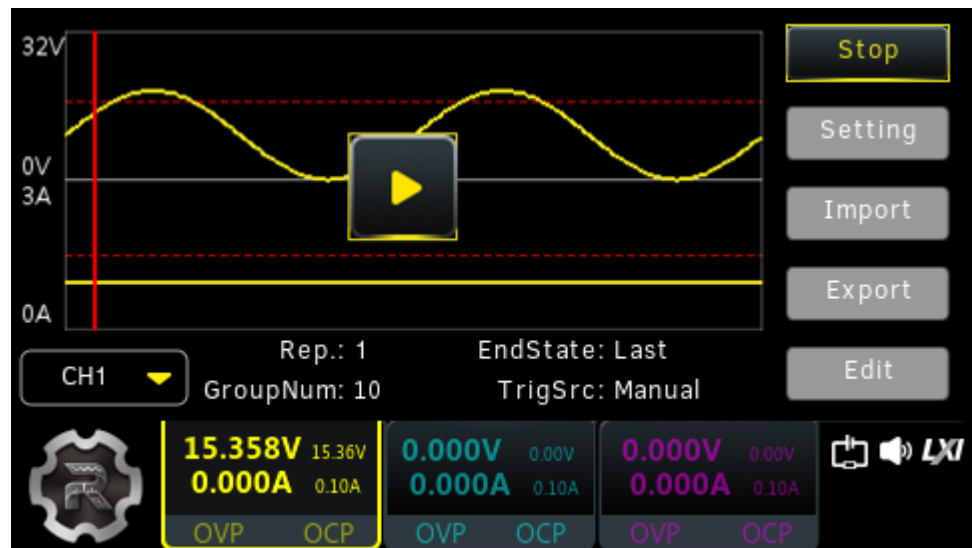 32V
Stop
Setting
0V
3A
Import
Export
0A
Rep.: 1 EndState: Last
CH1 GroupNum: 10 TrigSrc: Manual
Edit
15.358V 15.36V 0.000V 0.00V 0.000V 0.00V
0.000A 0.10A 0.000A 0.10A 0.000A 0.10A
OVP OCP OVP OCP OVP OCP
R
LXI